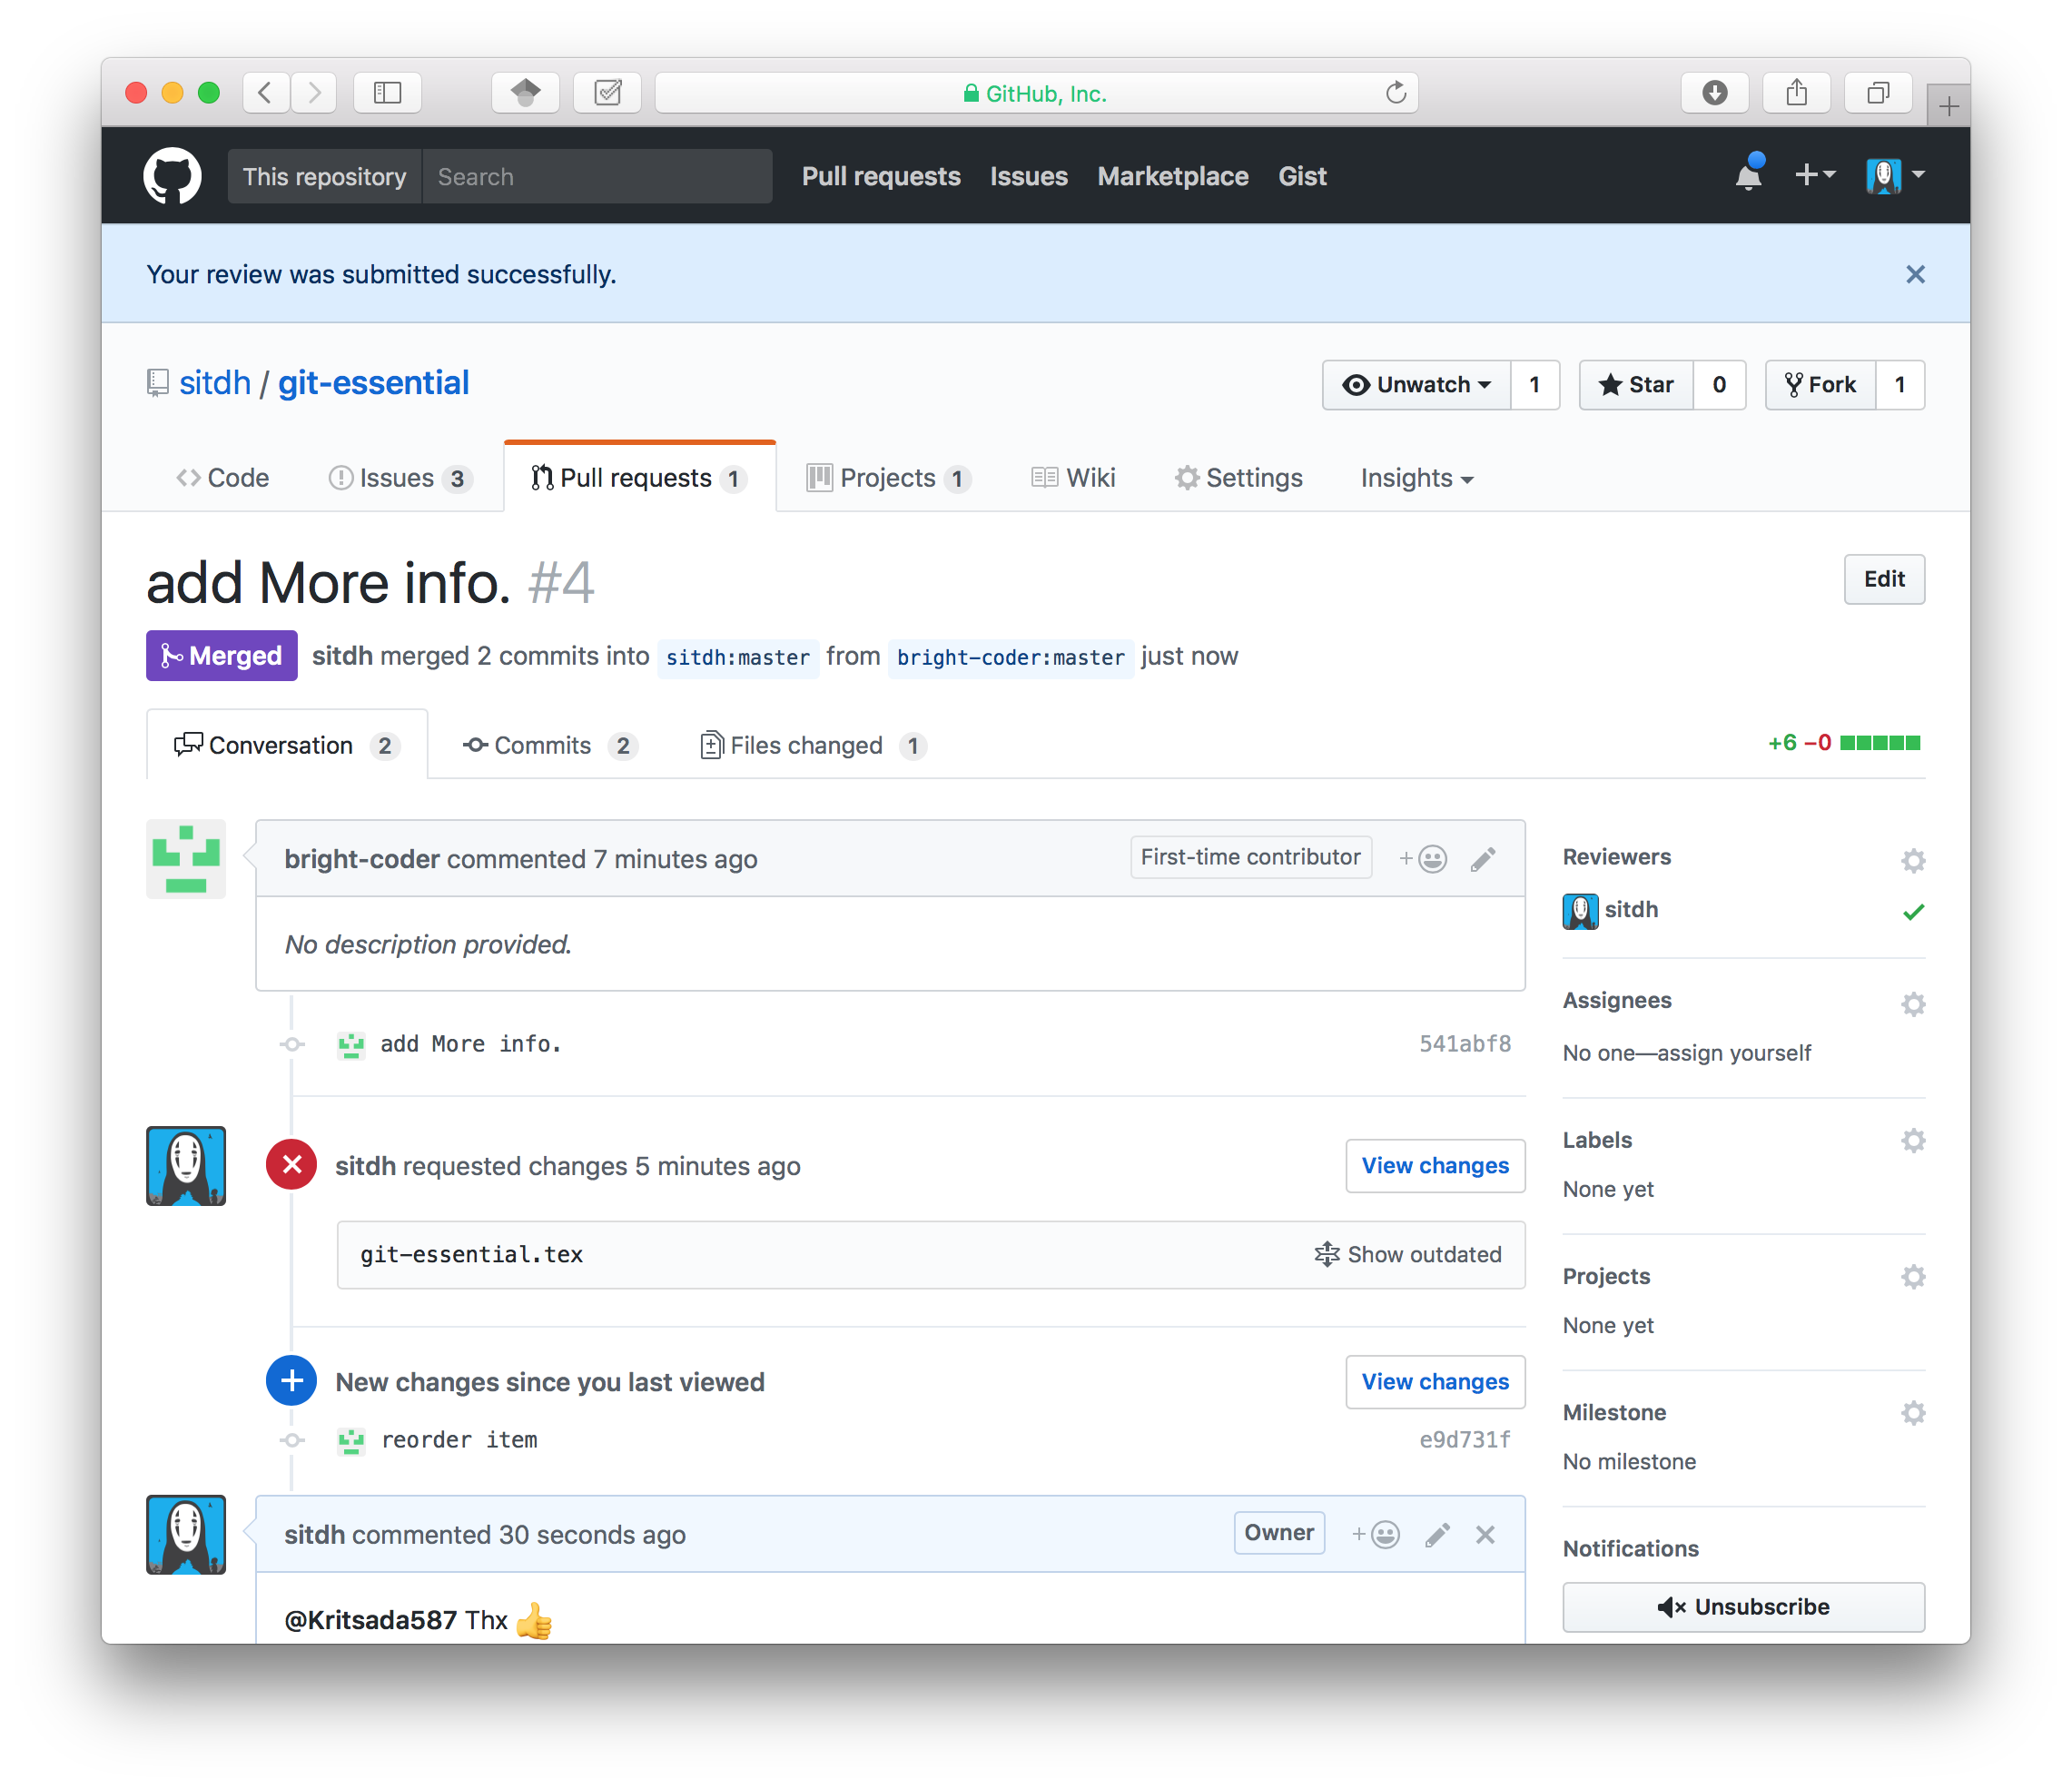 GitHub, Inc.
This repository Search Pull requests Issues Marketplace Gist
Your review was submitted successfully.
sitdh / git-essential Unwatch 1 Star 0 Fork 1
Code Issues 3 Pull requests 1 Projects 1 Wiki Settings Insights
add More info. #4 Edit
Merged sitdh merged 2 commits into sitdh:master from bright-coder:master just now
Conversation 2 Commits 2 Files changed 1 +6 −0
bright-coder commented 7 minutes ago First-time contributor
No description provided.
add More info. 541abf8
sitdh requested changes 5 minutes ago View changes
git-essential.tex Show outdated
New changes since you last viewed View changes
reorder item e9d731f
sitdh commented 30 seconds ago Owner
@Kritsada587 Thx 👍
Reviewers
sitdh
Assignees
No one—assign yourself
Labels
None yet
Projects
None yet
Milestone
No milestone
Notifications
Unsubscribe